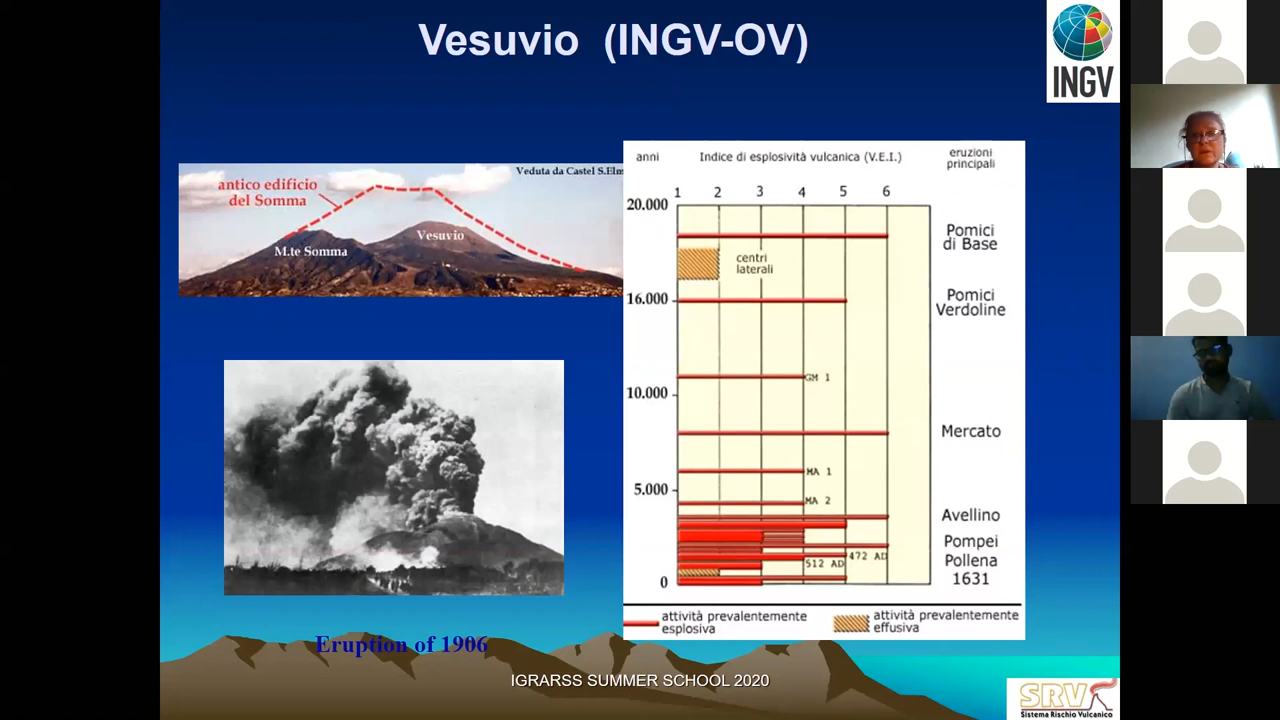 Vesuvio (INGV-OV)
INGV
Veduta da Castel S.Elm
antico edificio
del Somma
Vesuvio
M.te Somma
Eruption of 1906
anni
Indice di esplosività vulcanica (V.E.I.)
eruzioni
principali
1 2 3 4 5 6
20.000
Pomici
di Base
centri
laterali
16.000
Pomici
Verdoline
GM 1
10.000
Mercato
MA 1
5.000
MA 2
Avellino
Pompei
472 AD
512 AD
Pollena
1631
0
attività prevalentemente
esplosiva
attività prevalentemente
effusiva
IGRARSS SUMMER SCHOOL 2020
SRV
Sistema Rischio Vulcanico